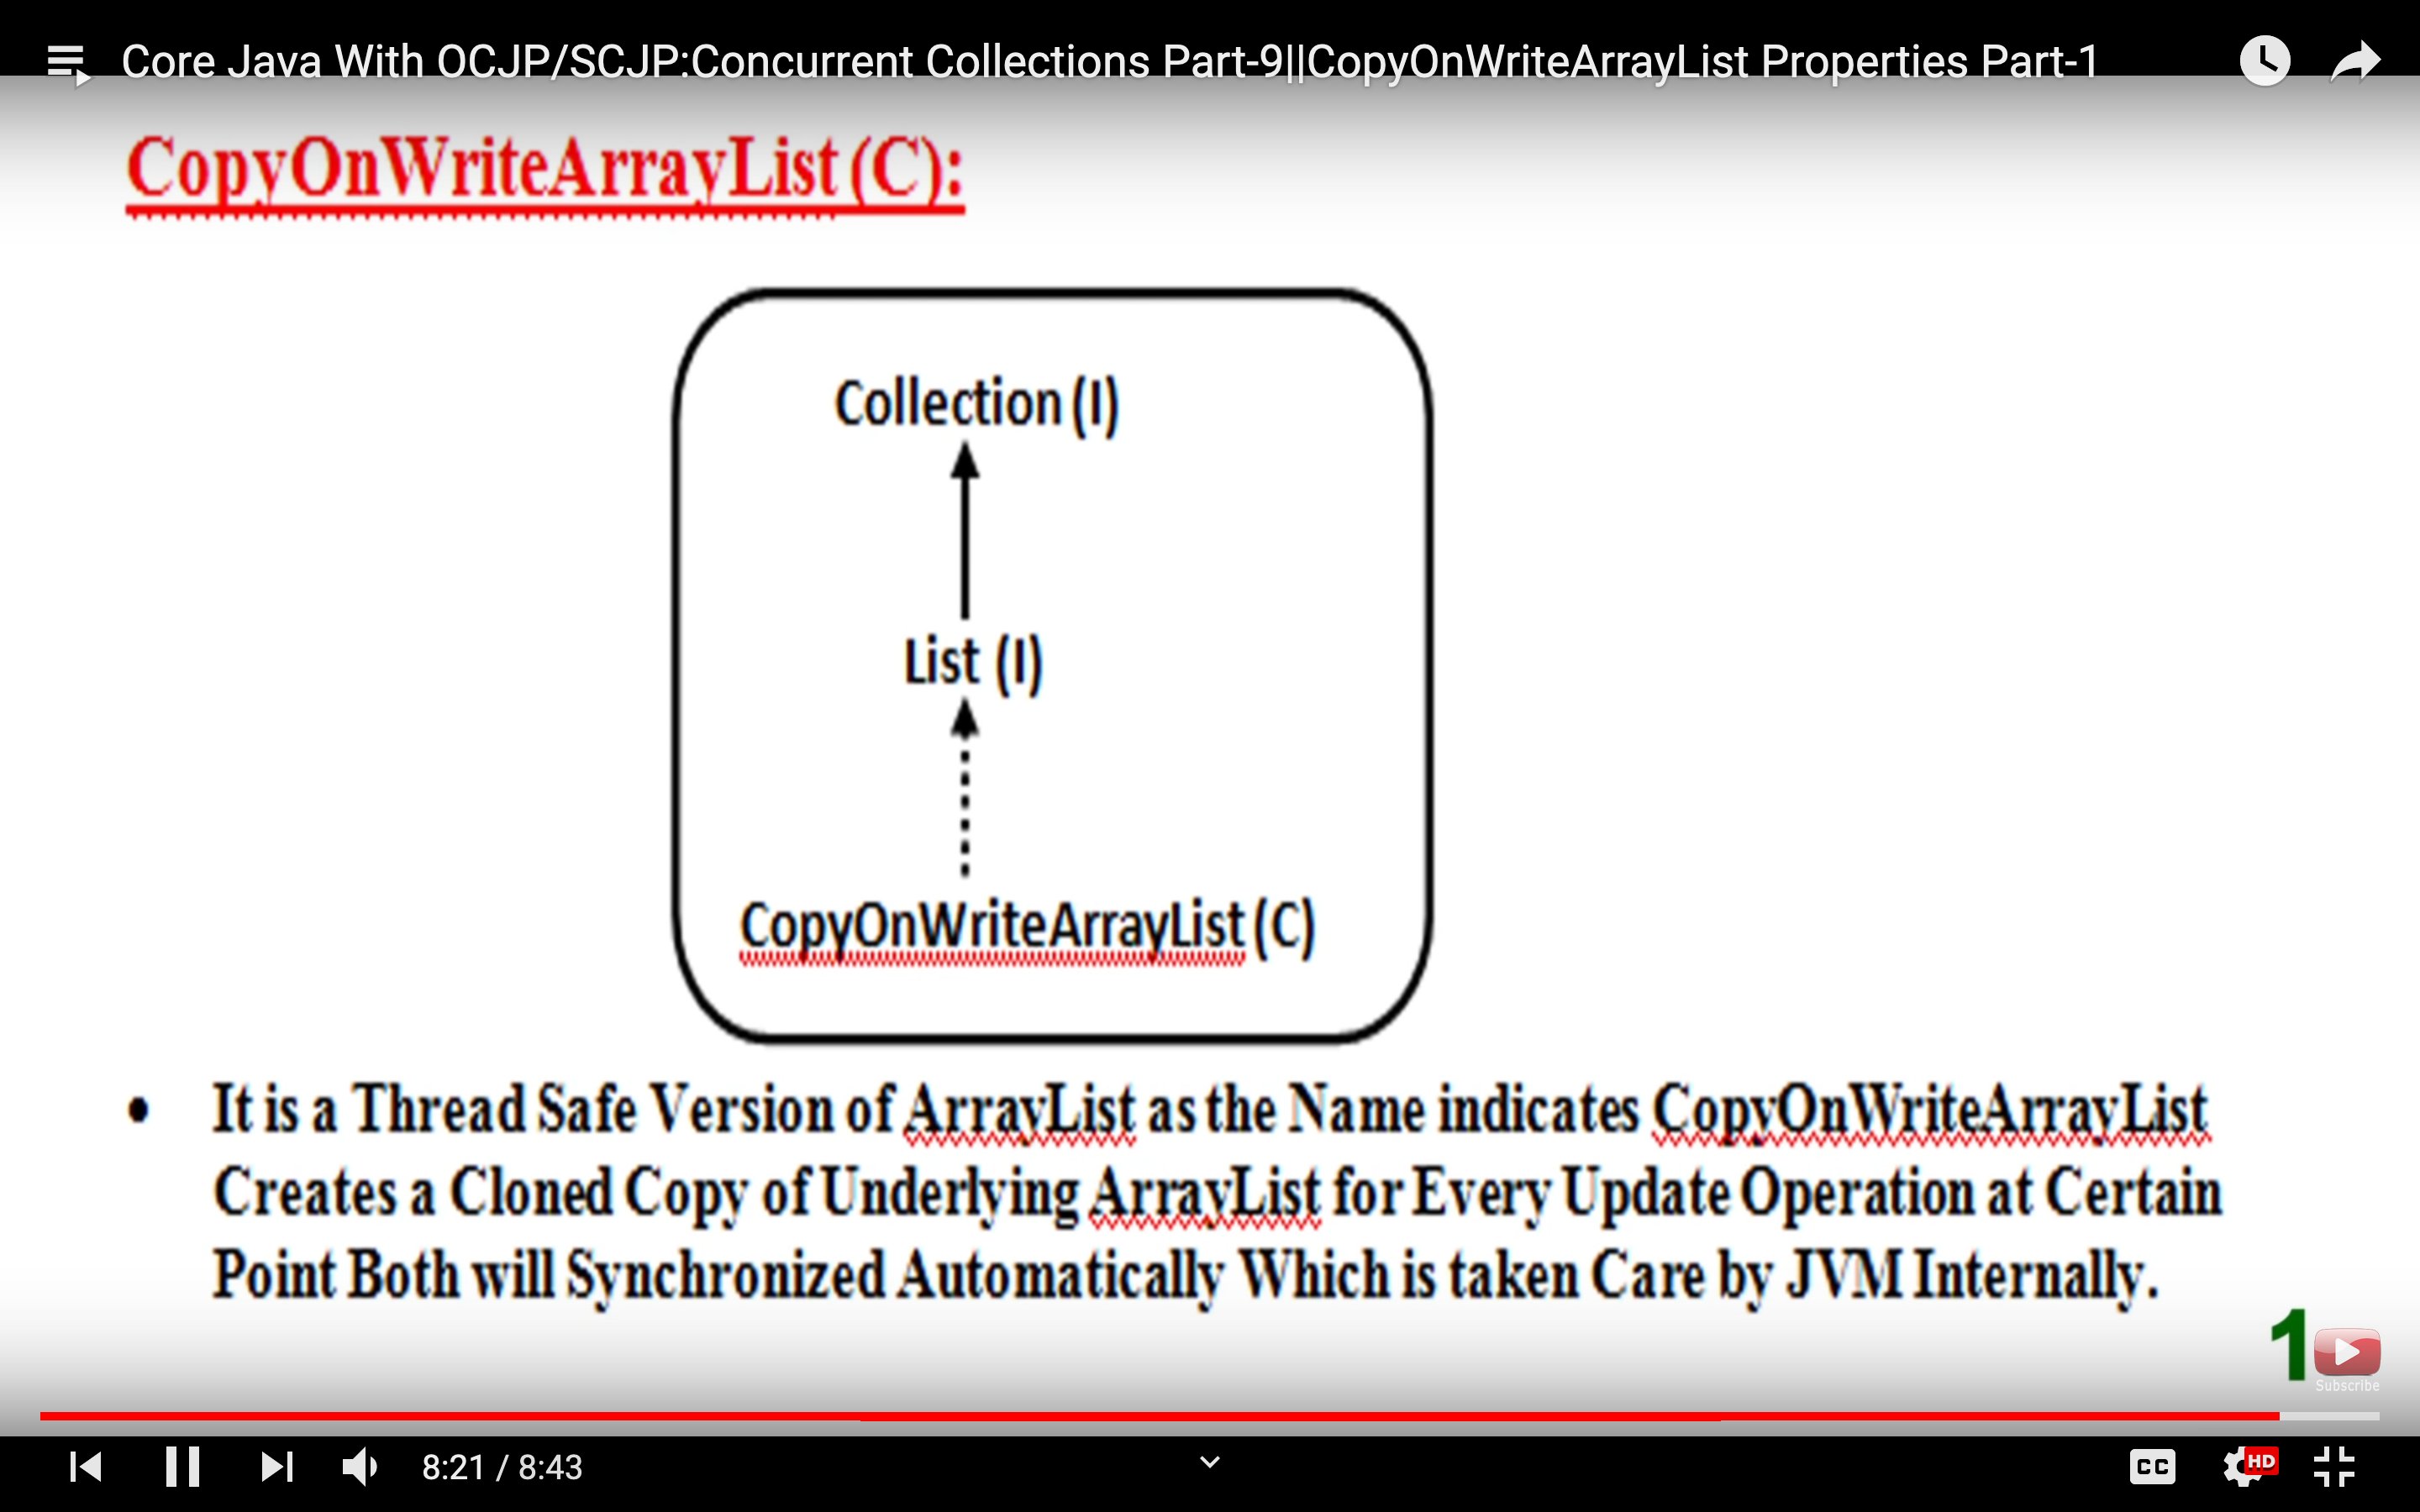 Core Java With OCJP/SCJP:Concurrent Collections Part-9||CopyOnWriteArrayList Properties Part-1
CopyOnWriteArrayList (C):
Collection (I)
List (I)
CopyOnWriteArrayList (C)
• It is a Thread Safe Version of ArrayList as the Name indicates CopyOnWriteArrayList
Creates a Cloned Copy of Underlying ArrayList for Every Update Operation at Certain
Point Both will Synchronized Automatically Which is taken Care by JVM Internally.
1
Subscribe
8:21 / 8:43
CC
HD